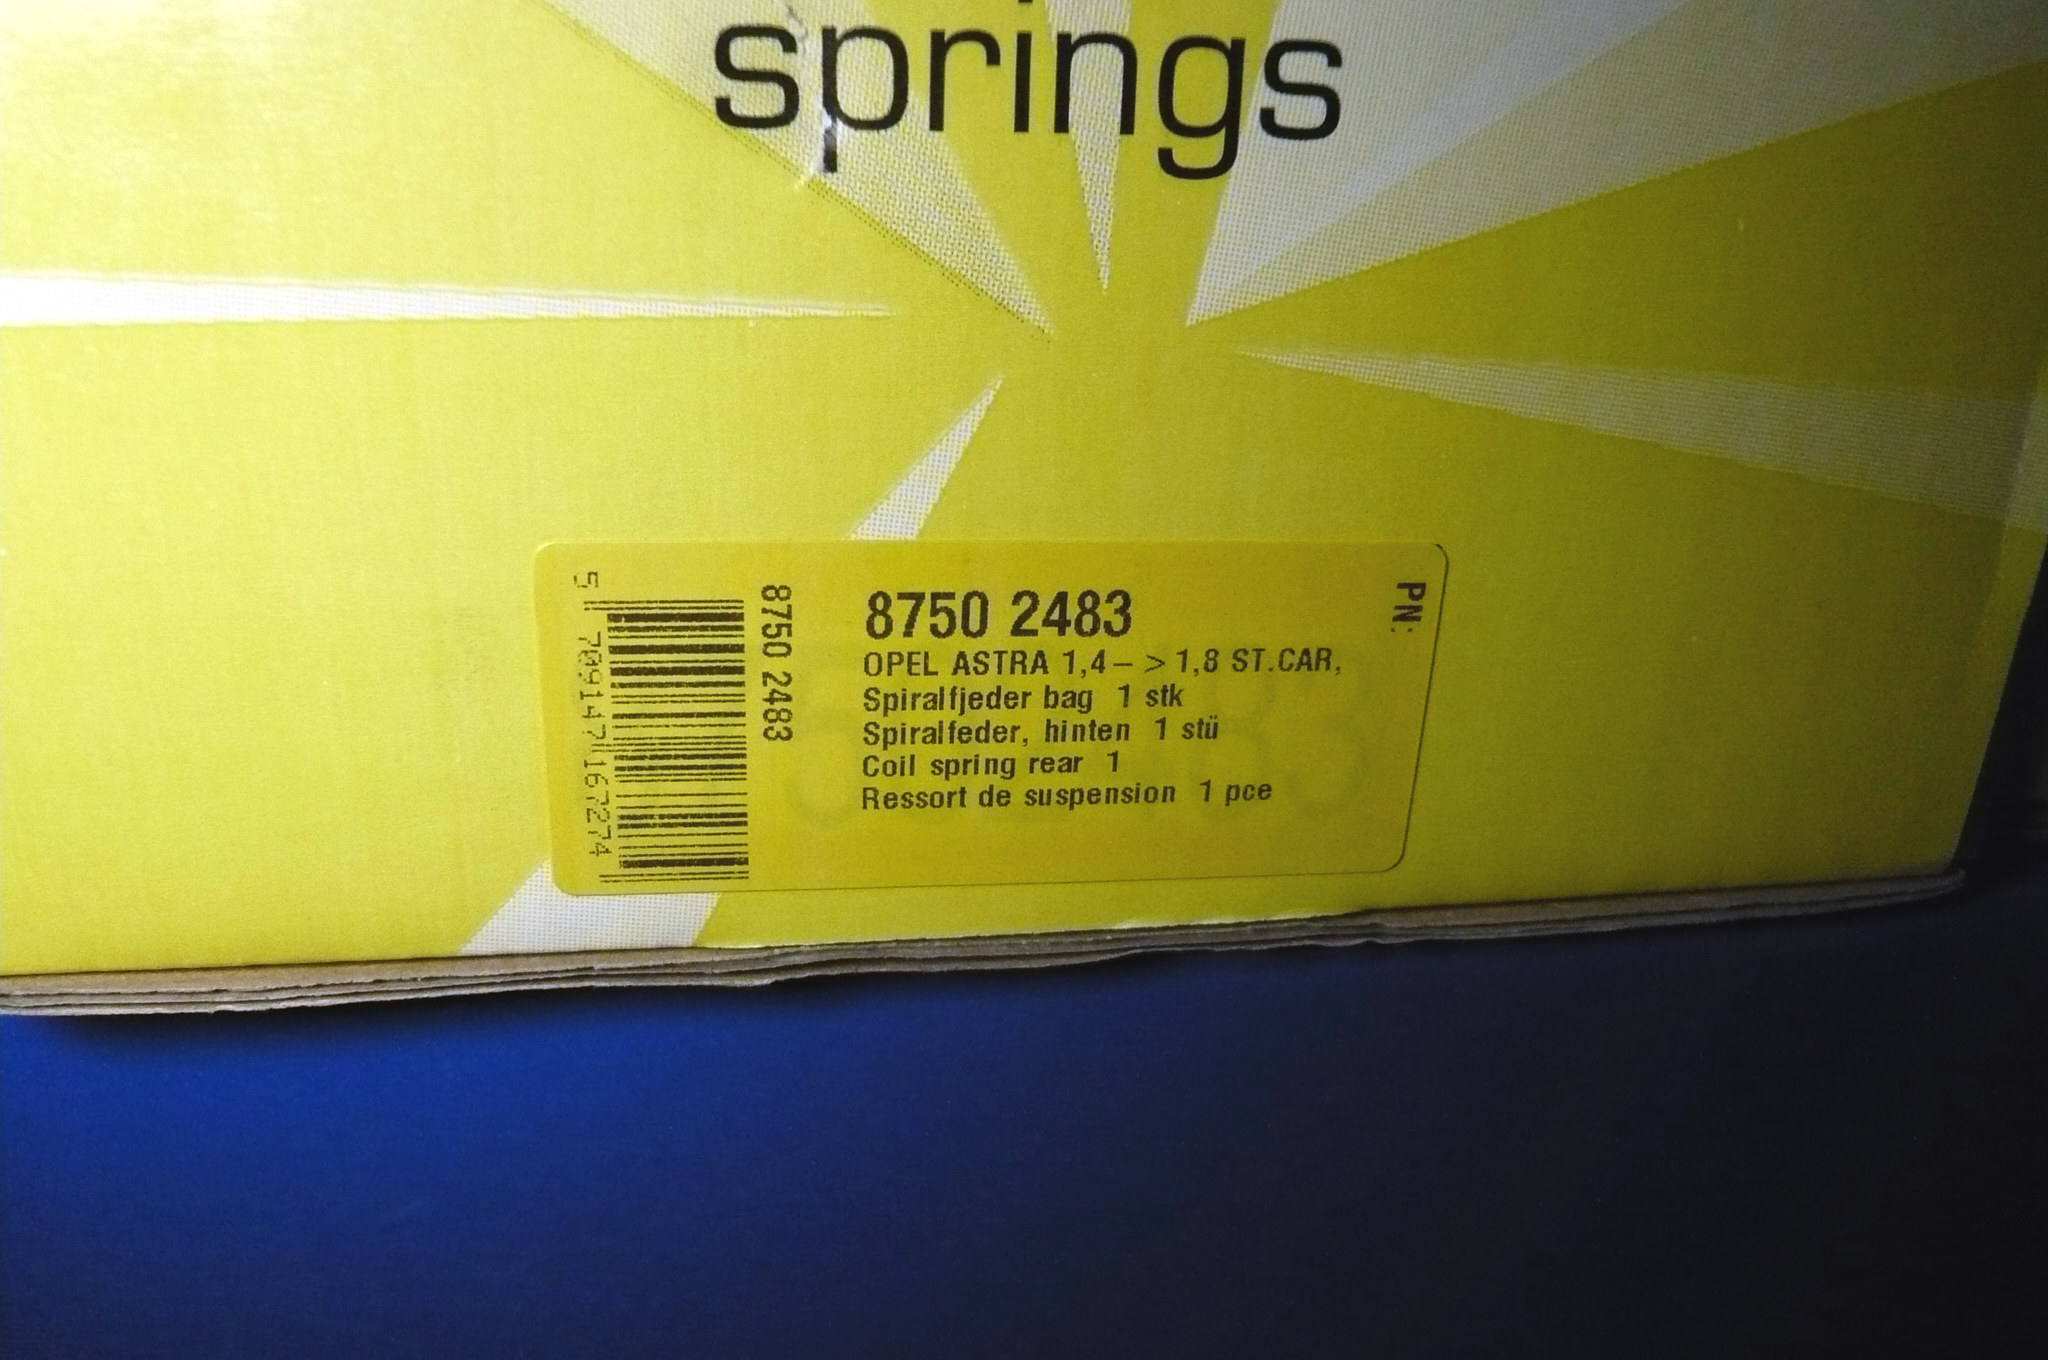 springs
5 709147 167274
8750 2483
8750 2483
OPEL ASTRA 1,4–>1,8 ST.CAR,
Spiralfjeder bag 1 stk
Spiralfeder, hinten 1 stü
Coil spring rear 1
Ressort de suspension 1 pce
PN: